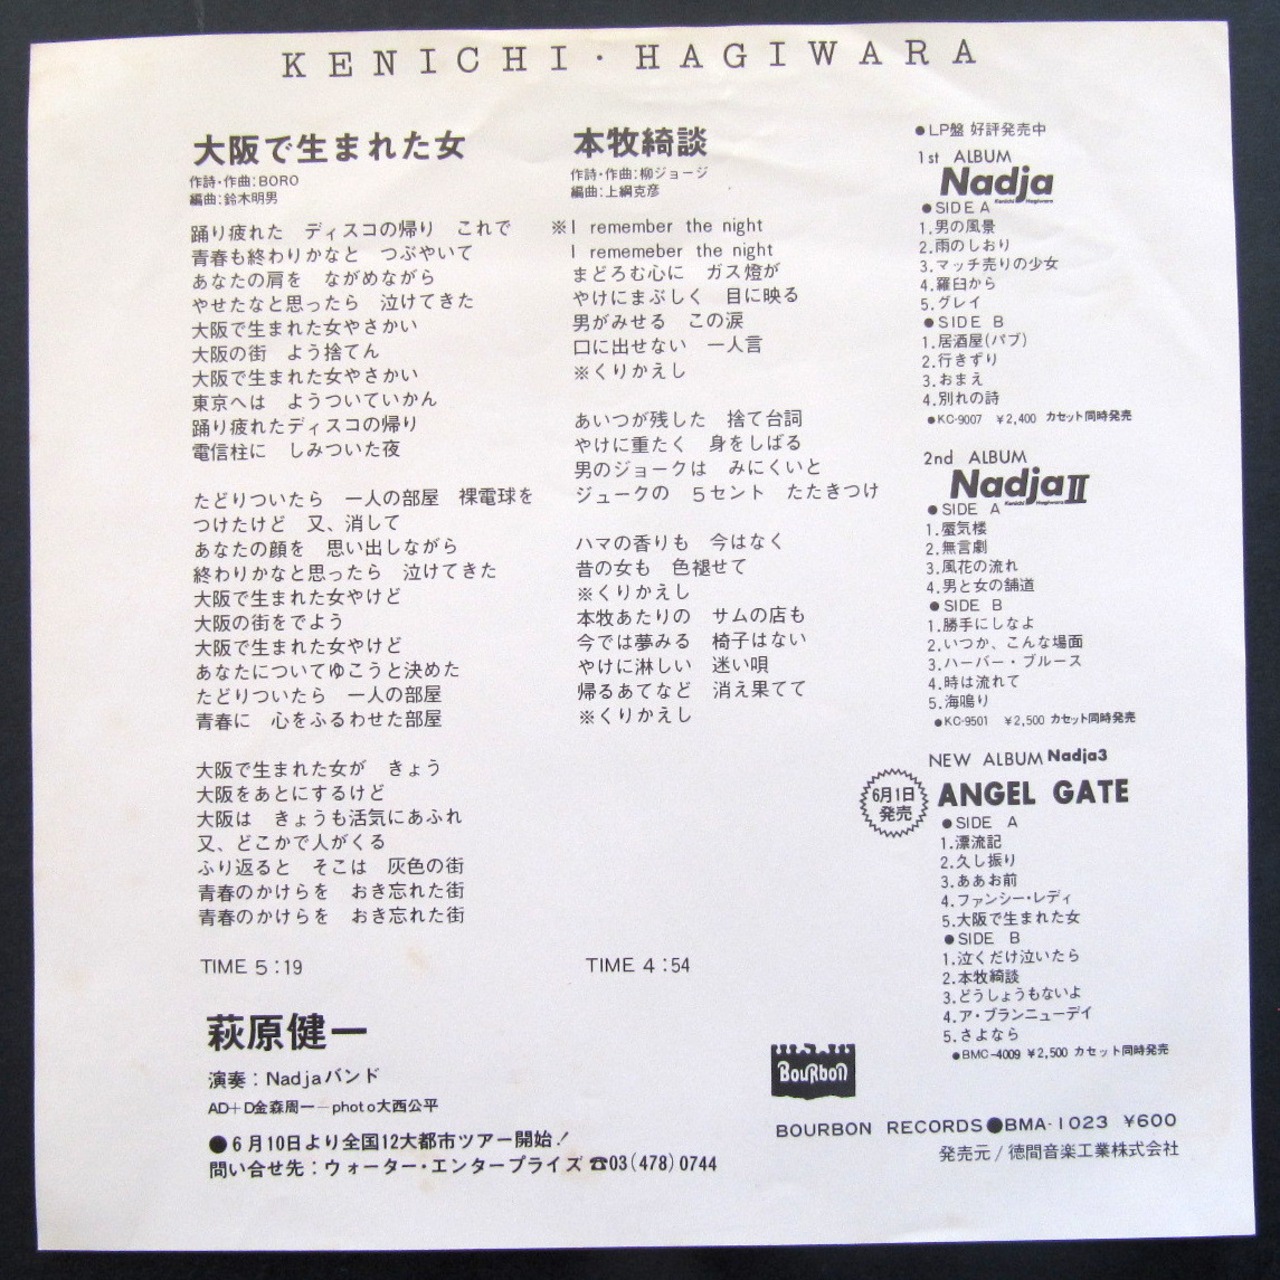 KENICHI・HAGIWARA
大阪で生まれた女
作詩・作曲:BORO
編曲:鈴木明男
踊り疲れた　ディスコの帰り　これで
青春も終わりかなと　つぶやいて
あなたの肩を　ながめながら
やせたなと思ったら　泣けてきた
大阪で生まれた女やさかい
大阪の街　よう捨てん
大阪で生まれた女やさかい
東京へは　ようついていかん
踊り疲れたディスコの帰り
電信柱に　しみついた夜
たどりついたら　一人の部屋　裸電球を
つけたけど　又、消して
あなたの顔を　思い出しながら
終わりかなと思ったら　泣けてきた
大阪で生まれた女やけど
大阪の街をでよう
大阪で生まれた女やけど
あなたについてゆこうと決めた
たどりついたら　一人の部屋
青春に　心をふるわせた部屋
大阪で生まれた女が　きょう
大阪をあとにするけど
大阪は　きょうも活気にあふれ
又、どこかで人がくる
ふり返ると　そこは　灰色の街
青春のかけらを　おき忘れた街
青春のかけらを　おき忘れた街
TIME 5:19
本牧綺談
作詩・作曲:柳ジョージ
編曲:上綱克彦
※I remember the night
I rememeber the night
まどろむ心に　ガス燈が
やけにまぶしく　目に映る
男がみせる　この涙
口に出せない　一人言
※くりかえし
あいつが残した　捨て台詞
やけに重たく　身をしばる
男のジョークは　みにくいと
ジュークの　5セント　たたきつけ
ハマの香りも　今はなく
昔の女も　色褪せて
※くりかえし
本牧あたりの　サムの店も
今では夢みる　椅子はない
やけに淋しい　迷い唄
帰るあてなど　消え果てて
※くりかえし
TIME 4:54
●LP盤 好評発売中
1st ALBUM
Nadja
Kenichi Hagiwara
●SIDE A
1.男の風景
2.雨のしおり
3.マッチ売りの少女
4.羅臼から
5.グレイ
●SIDE B
1.居酒屋(パブ)
2.行きずり
3.おまえ
4.別れの詩
●KC-9007 ¥2,400 カセット同時発売
2nd ALBUM
Nadja II
Kenichi Hagiwara
●SIDE A
1.蜃気楼
2.無言劇
3.風花の流れ
4.男と女の舗道
●SIDE B
1.勝手にしなよ
2.いつか、こんな場面
3.ハーバー・ブルース
4.時は流れて
5.海鳴り
●KC-9501 ¥2,500 カセット同時発売
NEW ALBUM Nadja3
6月1日
発売
ANGEL GATE
●SIDE A
1.漂流記
2.久し振り
3.ああお前
4.ファンシー・レディ
5.大阪で生まれた女
●SIDE B
1.泣くだけ泣いたら
2.本牧綺談
3.どうしょうもないよ
4.ア・ブランニューデイ
5.さよなら
●BMC-4009 ¥2,500 カセット同時発売
萩原健一
演奏:Nadjaバンド
AD+D金森周一—photo大西公平
●6月10日より全国12大都市ツアー開始!
問い合せ先:ウォーター・エンタープライズ☎03(478)0744
BouRboN
BOURBON RECORDS●BMA-1023 ¥600
発売元/徳間音楽工業株式会社